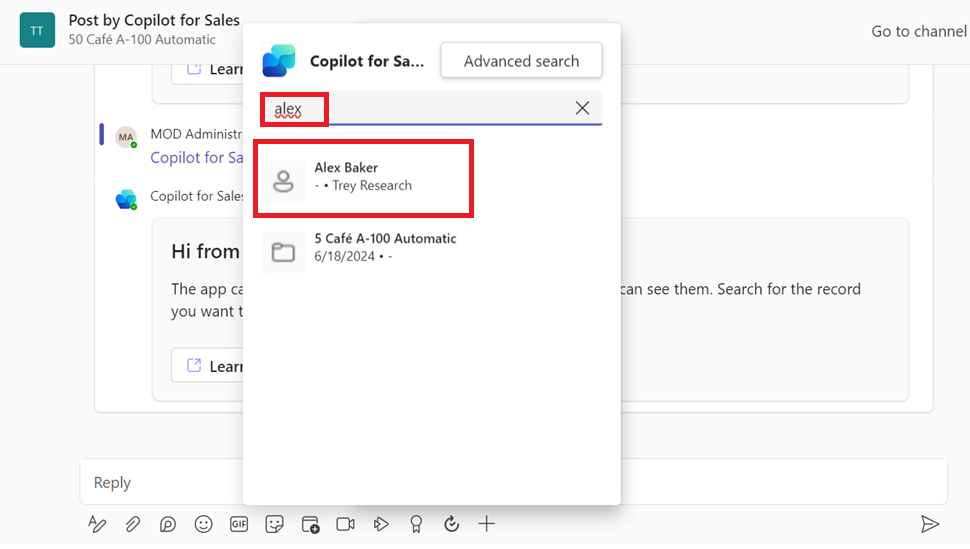 TT
Post by Copilot for Sales
50 Café A-100 Automatic
Go to channel
Learn
MA
MOD Administr
Copilot for Sa
Copilot for Sales
Hi from
The app ca
can see them. Search for the record
you want t
Learn
Copilot for Sa...
Advanced search
alex
Alex Baker
- • Trey Research
5 Café A-100 Automatic
6/18/2024 • -
Reply
GIF